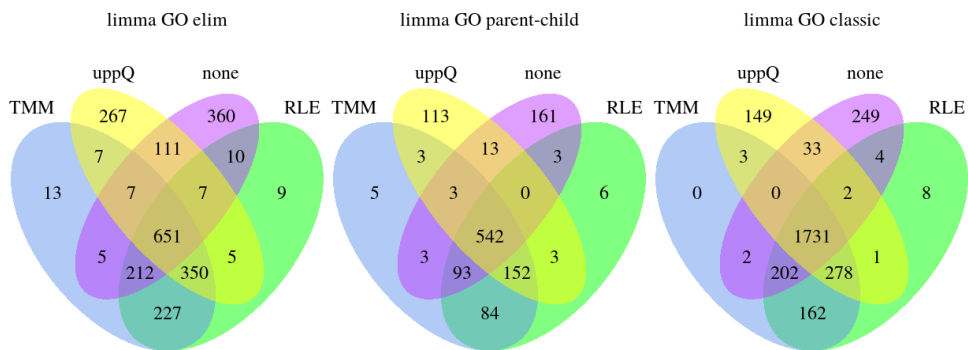 limma GO elim
uppQ none
TMM RLE
267 360
7 111 10
13 7 7 9
651
5 212 350 5
227
limma GO parent-child
uppQ none
TMM RLE
113 161
3 13 3
5 3 0 6
542
3 93 152 3
84
limma GO classic
uppQ none
TMM RLE
149 249
3 33 4
0 0 2 8
1731
2 202 278 1
162